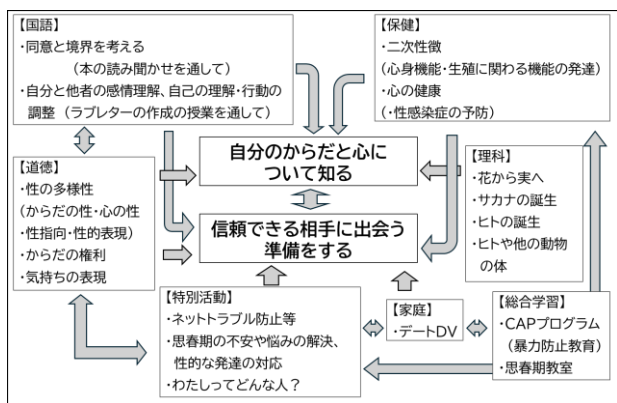 【国語】
・同意と境界を考える
(本の読み聞かせを通して)
・自分と他者の感情理解、自己の理解・行動の
調整 (ラブレターの作成の授業を通して)
【保健】
・二次性徴
(心身機能・生殖に関わる機能の発達)
・心の健康
(・性感染症の予防)
自分のからだと心に
ついて知る
信頼できる相手に出会う
準備をする
【道徳】
・性の多様性
(からだの性・心の性
・性指向・性的表現)
・からだの権利
・気持ちの表現
【理科】
・花から実へ
・サカナの誕生
・ヒトの誕生
・ヒトや他の動物
の体
【特別活動】
・ネットトラブル防止等
・思春期の不安や悩みの解決、
性的な発達の対応
・わたしってどんな人?
【家庭】
・デートDV
【総合学習】
・CAPプログラム
(暴力防止教育)
・思春期教室